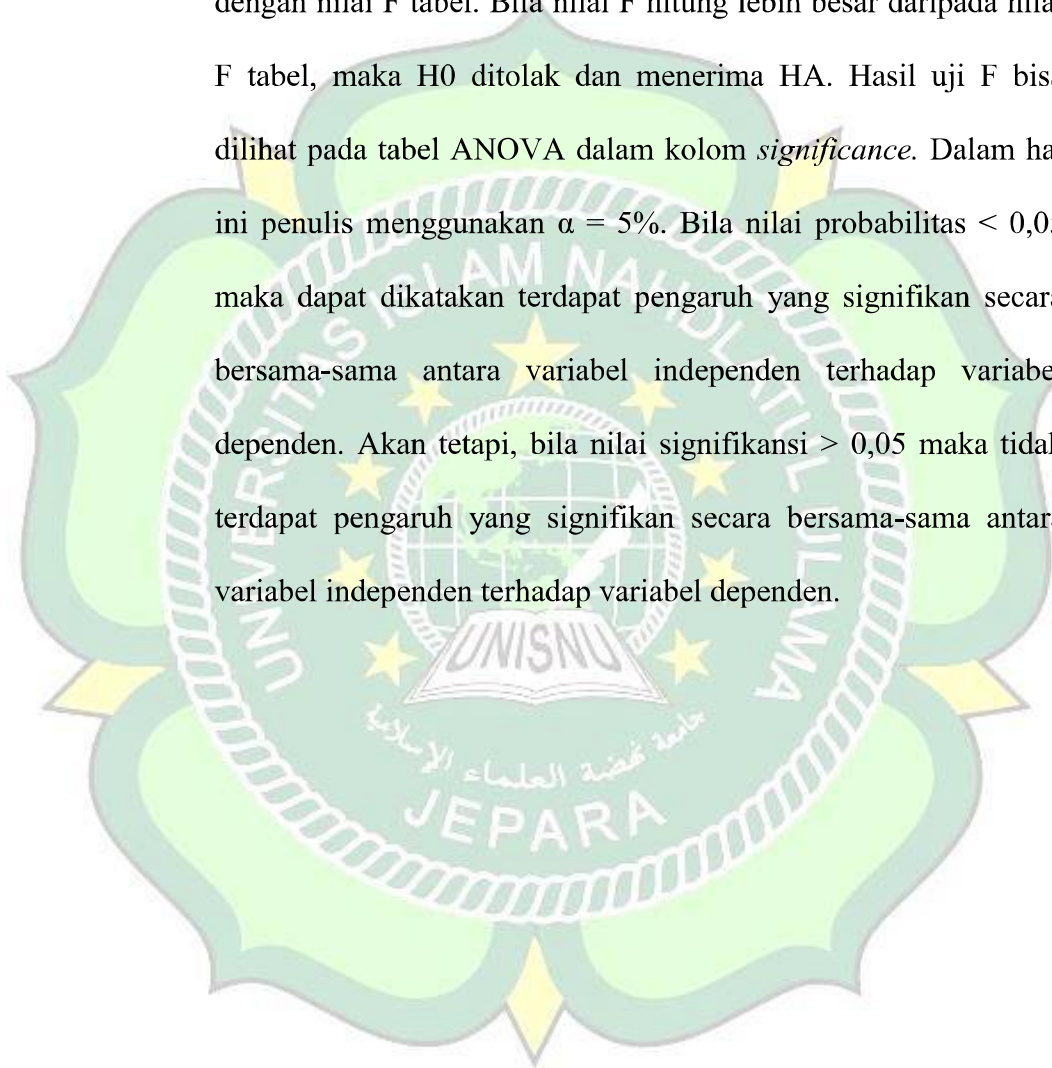 dengan nilai F tabel. Bila nilai F hitung lebih besar daripada nilai
F tabel, maka H0 ditolak dan menerima HA. Hasil uji F bisa
dilihat pada tabel ANOVA dalam kolom significance. Dalam hal
ini penulis menggunakan α = 5%. Bila nilai probabilitas < 0,05
maka dapat dikatakan terdapat pengaruh yang signifikan secara
bersama-sama antara variabel independen terhadap variabel
dependen. Akan tetapi, bila nilai signifikansi > 0,05 maka tidak
terdapat pengaruh yang signifikan secara bersama-sama antara
variabel independen terhadap variabel dependen.
UNIVERSITAS ISLAM NAHDLATUL ULAMA
UNISNU
جامعة نهضة العلماء الإسلامية
JEPARA